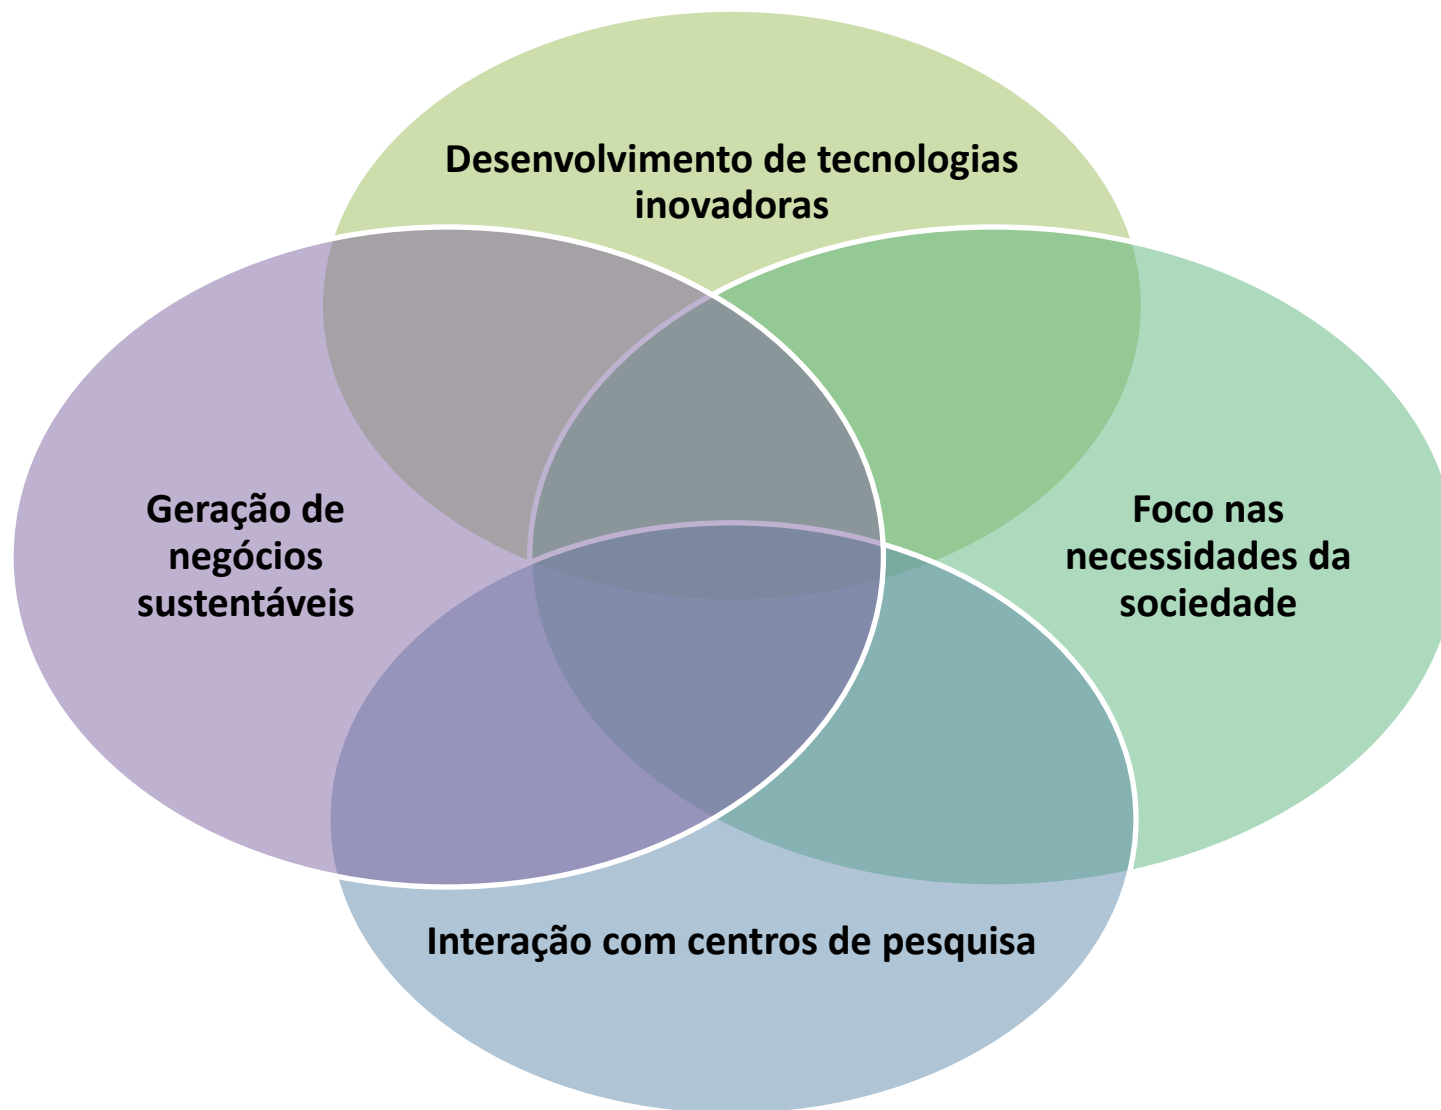 Desenvolvimento de tecnologias
inovadoras
Geração de
negócios
sustentáveis
Foco nas
necessidades da
sociedade
Interação com centros de pesquisa